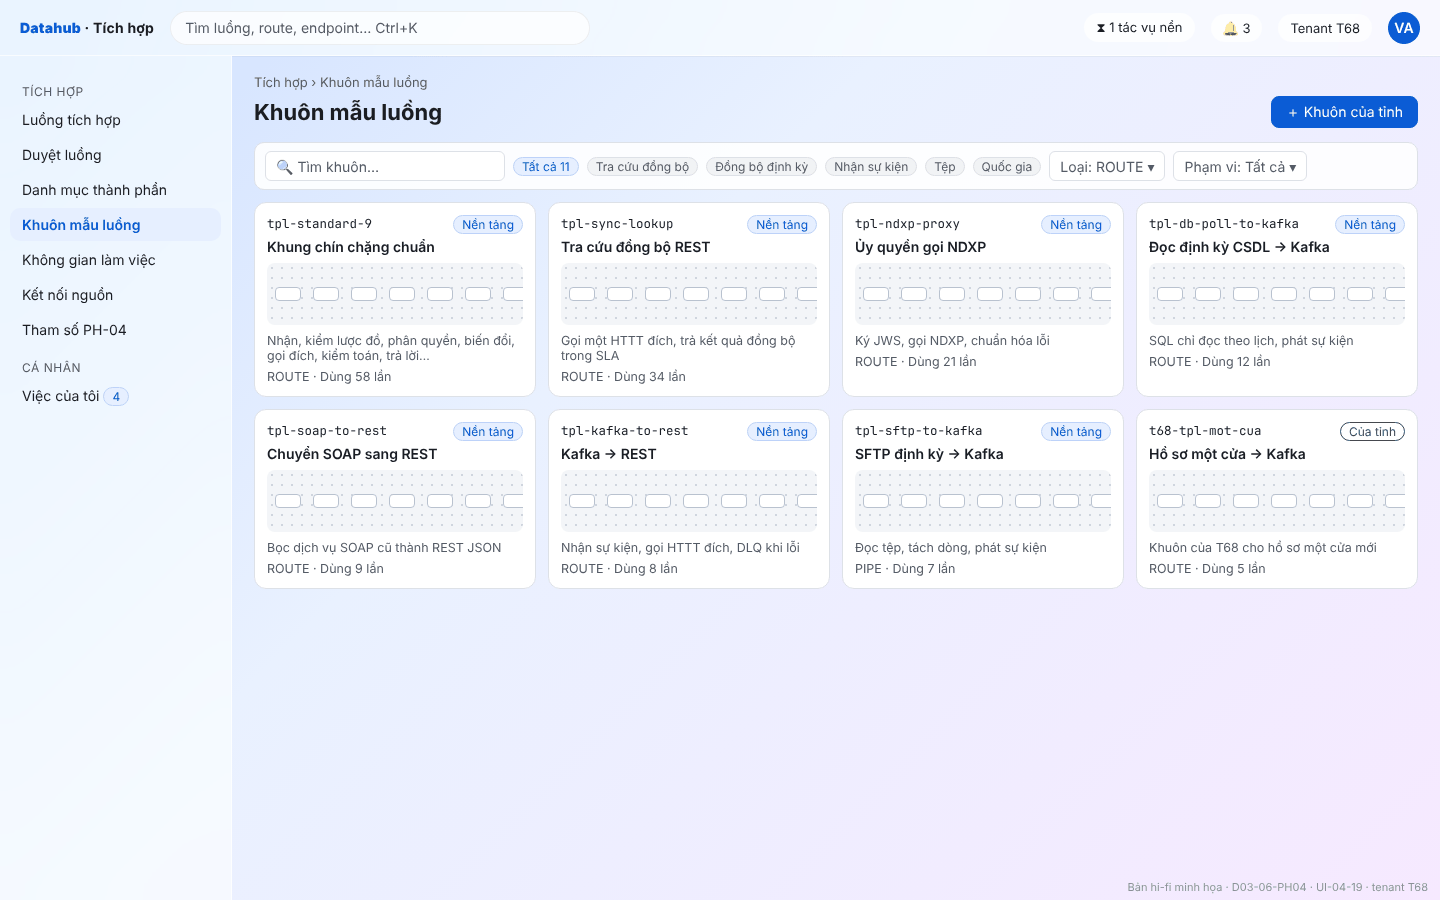 Datahub · Tích hợp
Tìm luồng, route, endpoint... Ctrl+K
1 tác vụ nền
3
Tenant T68
VA
TÍCH HỢP
Luồng tích hợp
Duyệt luồng
Danh mục thành phần
Khuôn mẫu luồng
Không gian làm việc
Kết nối nguồn
Tham số PH-04
CÁ NHÂN
Việc của tôi 4
Tích hợp › Khuôn mẫu luồng
Khuôn mẫu luồng
＋ Khuôn của tỉnh
Tìm khuôn...
Tất cả 11
Tra cứu đồng bộ
Đồng bộ định kỳ
Nhận sự kiện
Tệp
Quốc gia
Loại: ROUTE ▾
Phạm vi: Tất cả ▾
tpl-standard-9 Nền tảng
Khung chín chặng chuẩn
Nhận, kiểm lược đồ, phân quyền, biến đổi,
gọi đích, kiểm toán, trả lời...
ROUTE · Dùng 58 lần
tpl-sync-lookup Nền tảng
Tra cứu đồng bộ REST
Gọi một HTTT đích, trả kết quả đồng bộ
trong SLA
ROUTE · Dùng 34 lần
tpl-ndxp-proxy Nền tảng
Ủy quyền gọi NDXP
Ký JWS, gọi NDXP, chuẩn hóa lỗi
ROUTE · Dùng 21 lần
tpl-db-poll-to-kafka Nền tảng
Đọc định kỳ CSDL → Kafka
SQL chỉ đọc theo lịch, phát sự kiện
ROUTE · Dùng 12 lần
tpl-soap-to-rest Nền tảng
Chuyển SOAP sang REST
Bọc dịch vụ SOAP cũ thành REST JSON
ROUTE · Dùng 9 lần
tpl-kafka-to-rest Nền tảng
Kafka → REST
Nhận sự kiện, gọi HTTT đích, DLQ khi lỗi
ROUTE · Dùng 8 lần
tpl-sftp-to-kafka Nền tảng
SFTP định kỳ → Kafka
Đọc tệp, tách dòng, phát sự kiện
PIPE · Dùng 7 lần
t68-tpl-mot-cua Của tỉnh
Hồ sơ một cửa → Kafka
Khuôn của T68 cho hồ sơ một cửa mới
ROUTE · Dùng 5 lần
Bản hi-fi minh họa · D03-06-PH04 · UI-04-19 · tenant T68